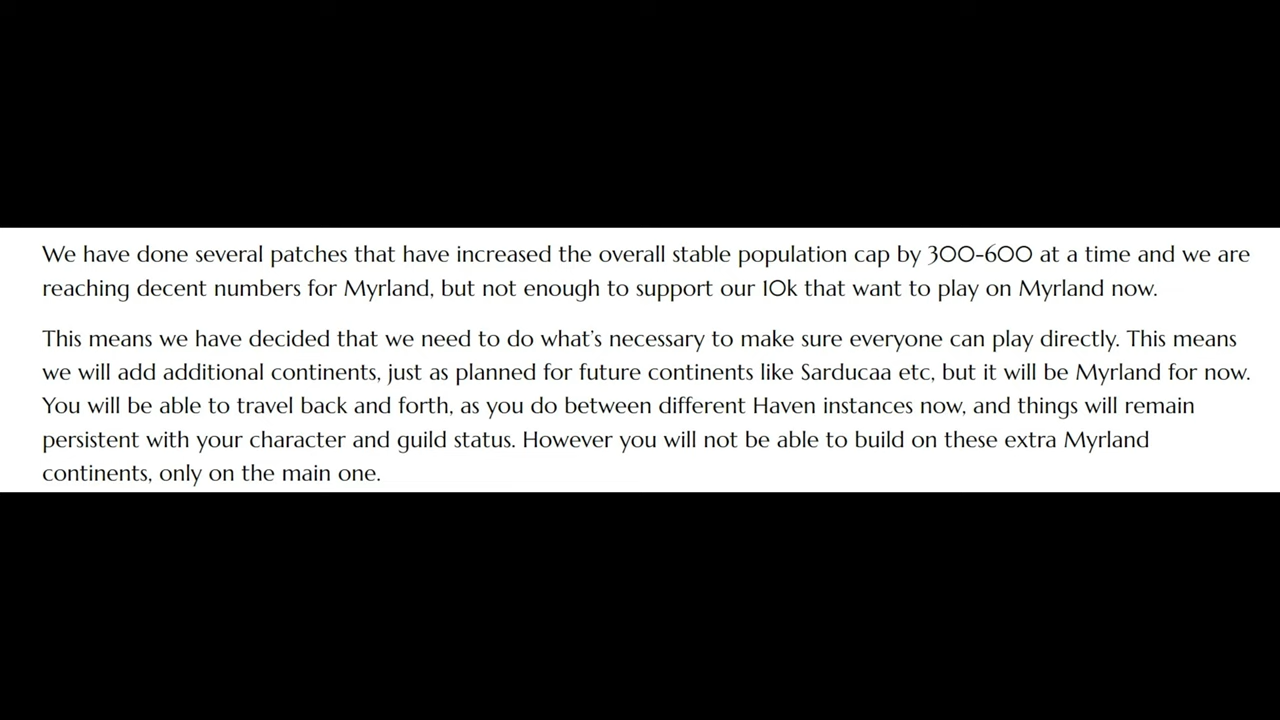 We have done several patches that have increased the overall stable population cap by 300-600 at a time and we are
reaching decent numbers for Myrland, but not enough to support our 10k that want to play on Myrland now.
This means we have decided that we need to do what's necessary to make sure everyone can play directly. This means
we will add additional continents, just as planned for future continents like Sarducaa etc, but it will be Myrland for now.
You will be able to travel back and forth, as you do between different Haven instances now, and things will remain
persistent with your character and guild status. However you will not be able to build on these extra Myrland
continents, only on the main one.